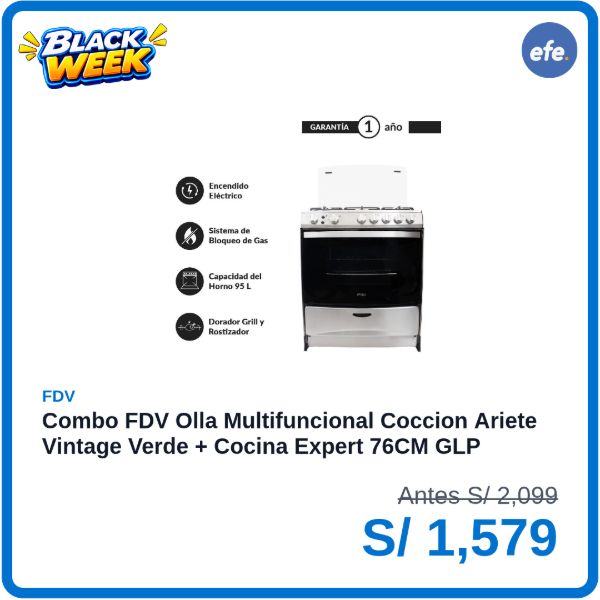 BLACK
WEEK
efe.
GARANTÍA 1 año
Encendido
Eléctrico
Sistema de
Bloqueo de Gas
Capacidad del
Horno 95 L
Dorador Grill y
Rostizador
FDV
Combo FDV Olla Multifuncional Coccion Ariete
Vintage Verde + Cocina Expert 76CM GLP
Antes S/ 2,099
S/ 1,579